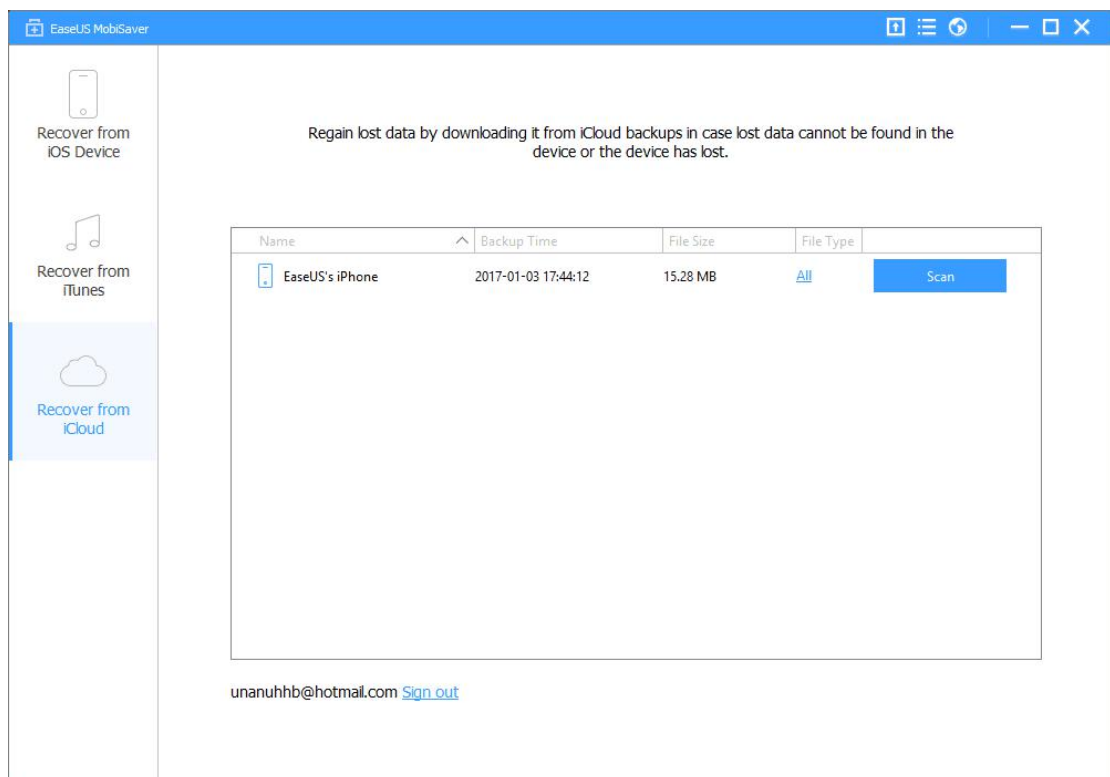 EaseUS MobiSaver
Recover from
iOS Device
Recover from
iTunes
Recover from
iCloud
Regain lost data by downloading it from iCloud backups in case lost data cannot be found in the
device or the device has lost.
Name Backup Time File Size File Type
EaseUS's iPhone 2017-01-03 17:44:12 15.28 MB All Scan
unanuhhb@hotmail.com Sign out